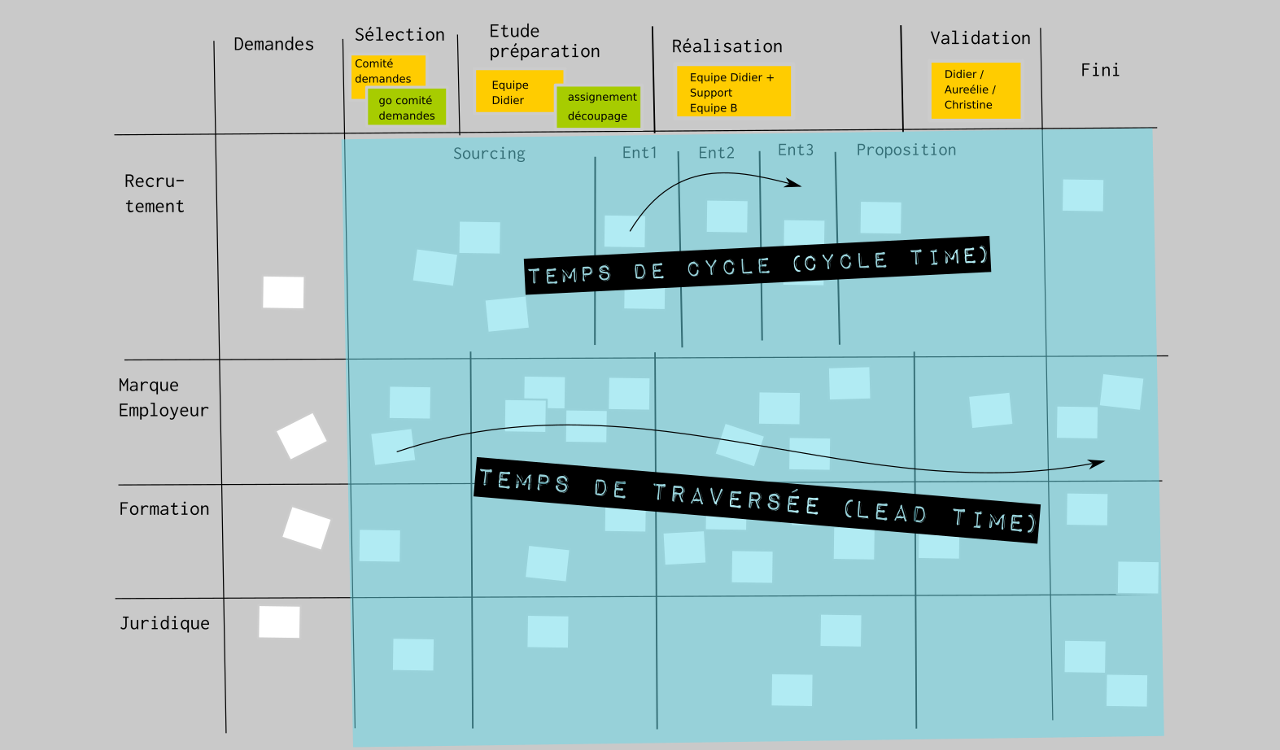 Demandes
Sélection
Etude
préparation
Réalisation
Validation
Fini
Comité
demandes
go comité
demandes
Equipe
Didier
assignement
découpage
Equipe Didier +
Support
Equipe B
Didier /
Aureélie /
Christine
Recru-
tement
Sourcing
Ent1
Ent2
Ent3
Proposition
TEMPS DE CYCLE (CYCLE TIME)
Marque
Employeur
TEMPS DE TRAVERSÉE (LEAD TIME)
Formation
Juridique